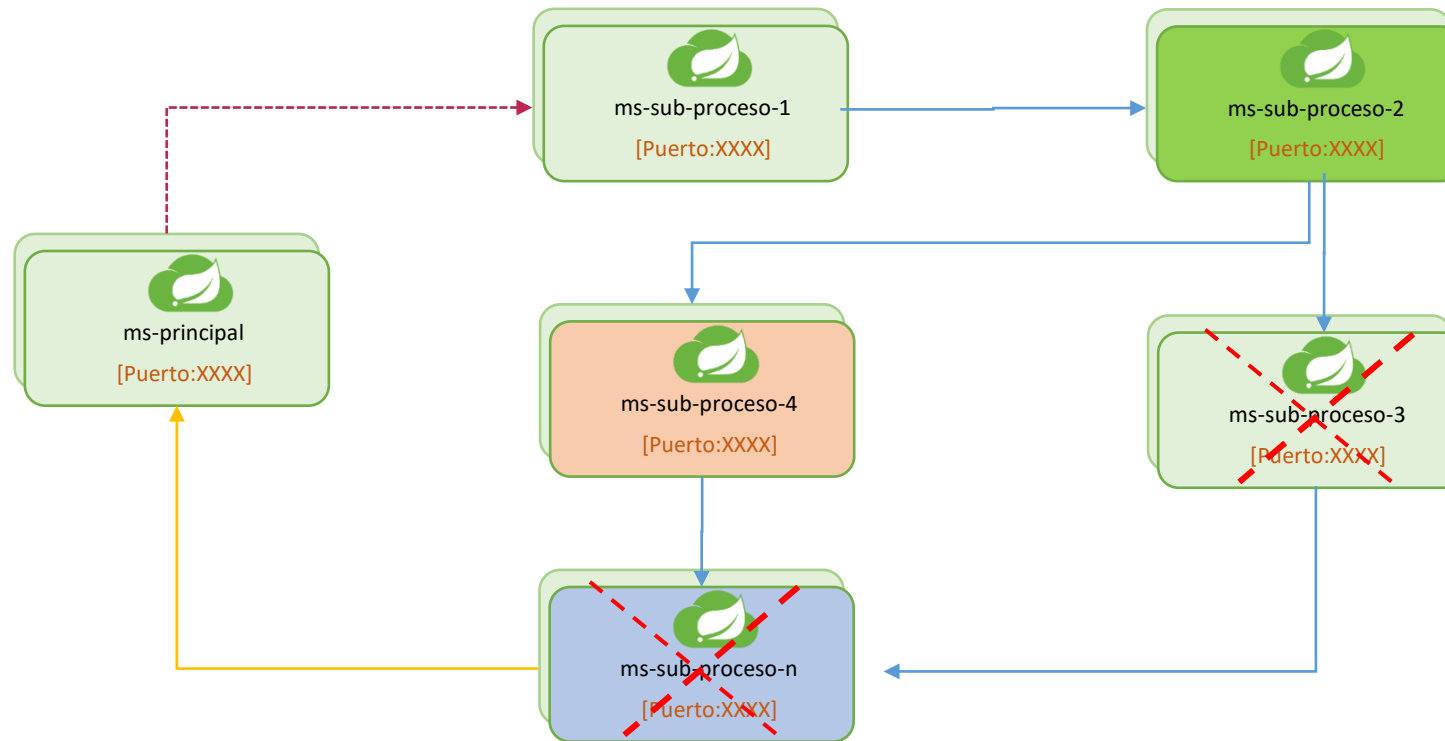 ms-sub-proceso-1
[Puerto:XXXX]
ms-sub-proceso-2
[Puerto:XXXX]
ms-principal
[Puerto:XXXX]
ms-sub-proceso-4
[Puerto:XXXX]
ms-sub-proceso-3
[Puerto:XXXX]
ms-sub-proceso-n
[Puerto:XXXX]